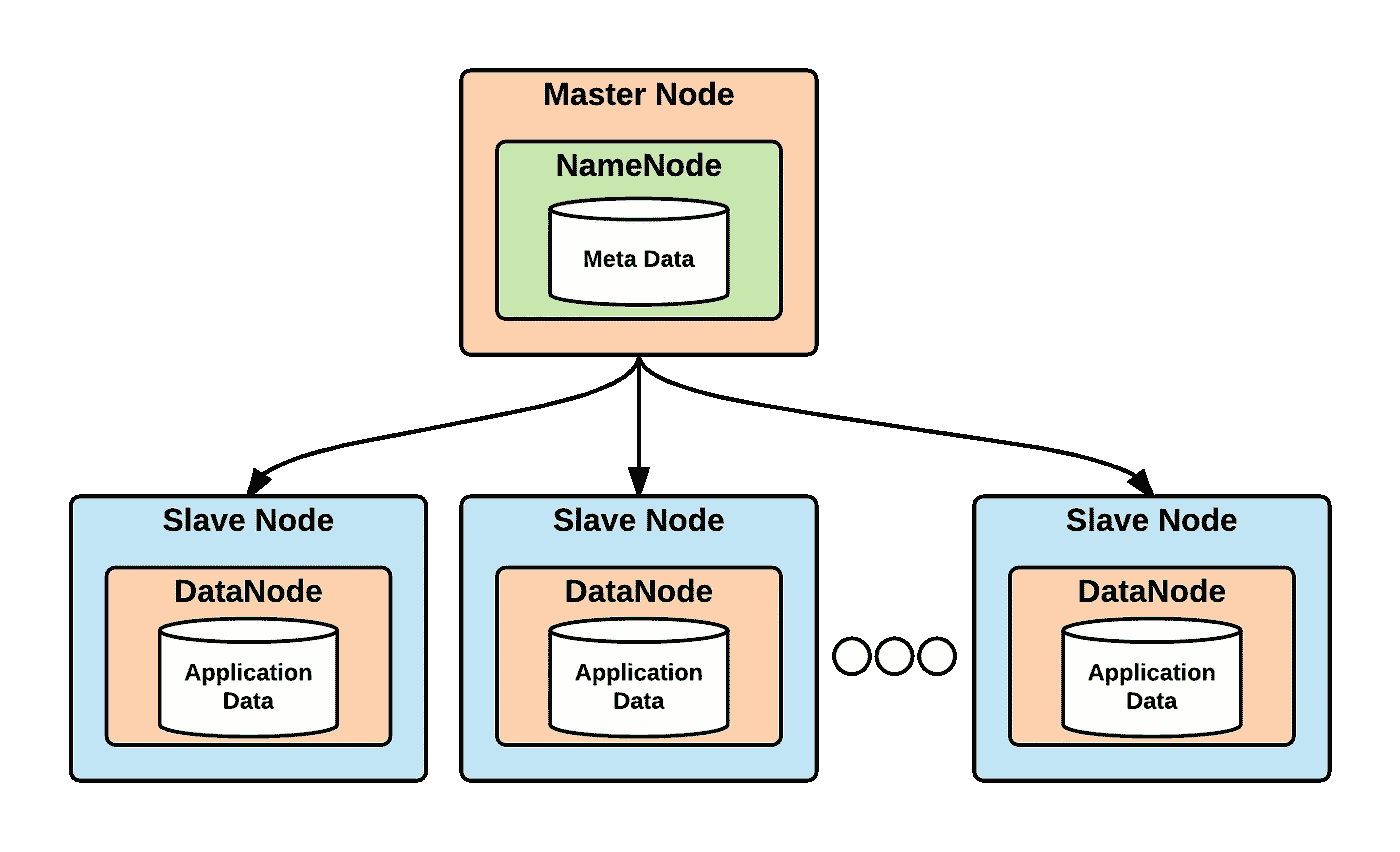 Master Node
NameNode
Meta Data
Slave Node
DataNode
Application
Data
Slave Node
DataNode
Application
Data
Slave Node
DataNode
Application
Data